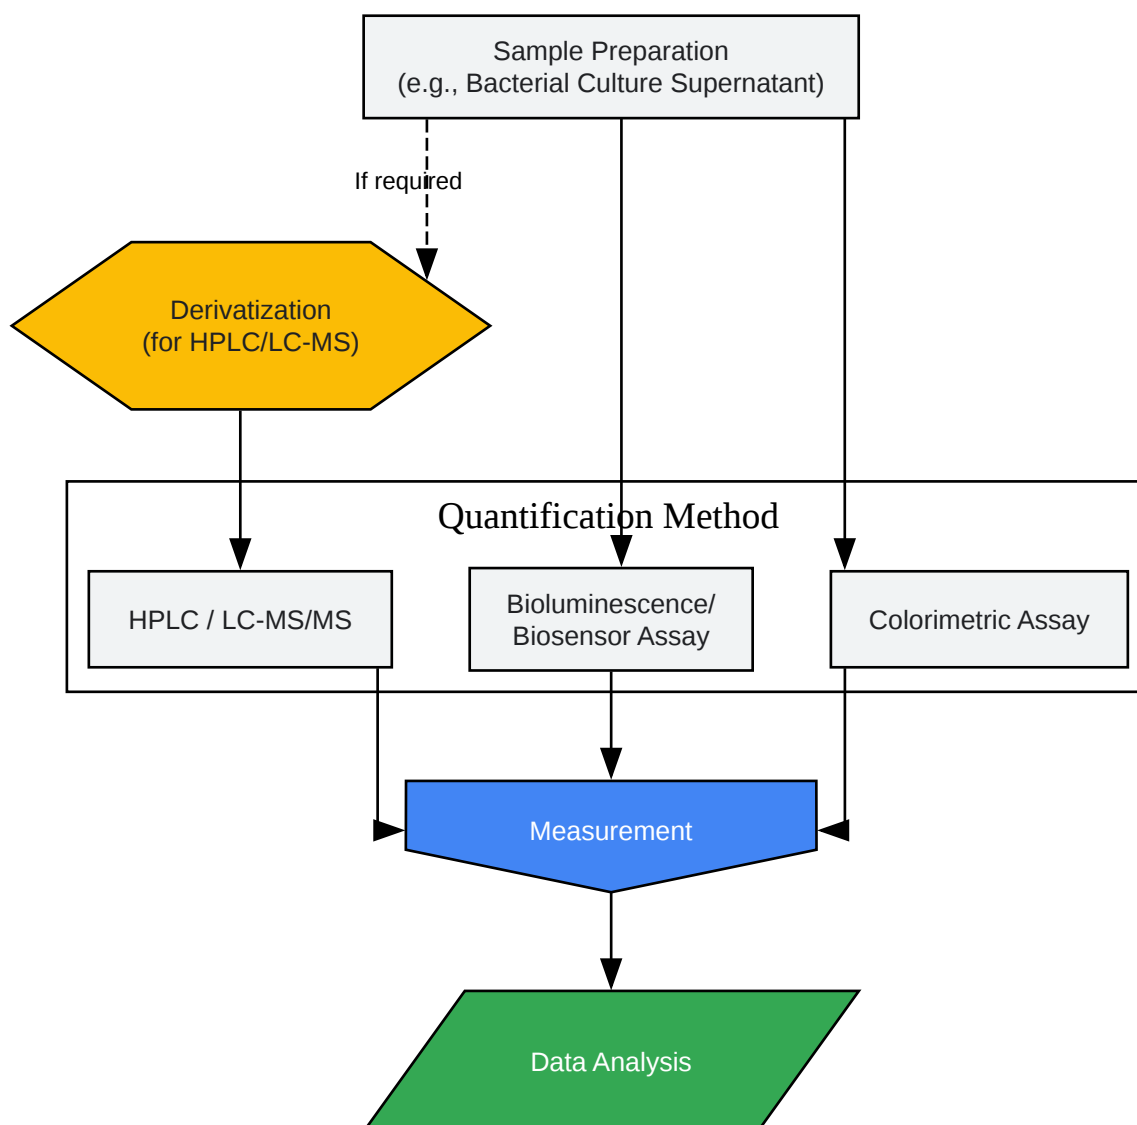 Sample Preparation
(e.g., Bacterial Culture Supernatant)
If required
Derivatization
(for HPLC/LC-MS)
Quantification Method
HPLC / LC-MS/MS
Bioluminescence/
Biosensor Assay
Colorimetric Assay
Measurement
Data Analysis